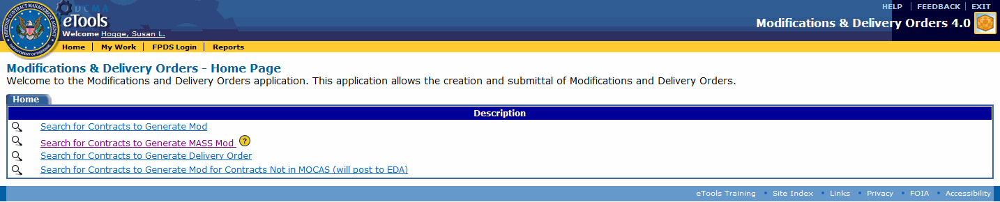 HELP | FEEDBACK | EXIT
DCMA
eTools
Modifications & Delivery Orders 4.0
Welcome Hogge, Susan L.
DEFENSE CONTRACT MANAGEMENT AGENCY
DEPARTMENT OF DEFENSE
Home | My Work | FPDS Login | Reports
Modifications & Delivery Orders - Home Page
Welcome to the Modifications and Delivery Orders application. This application allows the creation and submittal of Modifications and Delivery Orders.
Home
Description
Search for Contracts to Generate Mod
Search for Contracts to Generate MASS Mod ?
Search for Contracts to Generate Delivery Order
Search for Contracts to Generate Mod for Contracts Not in MOCAS (will post to EDA)
eTools Training • Site Index • Links • Privacy • FOIA • Accessibility